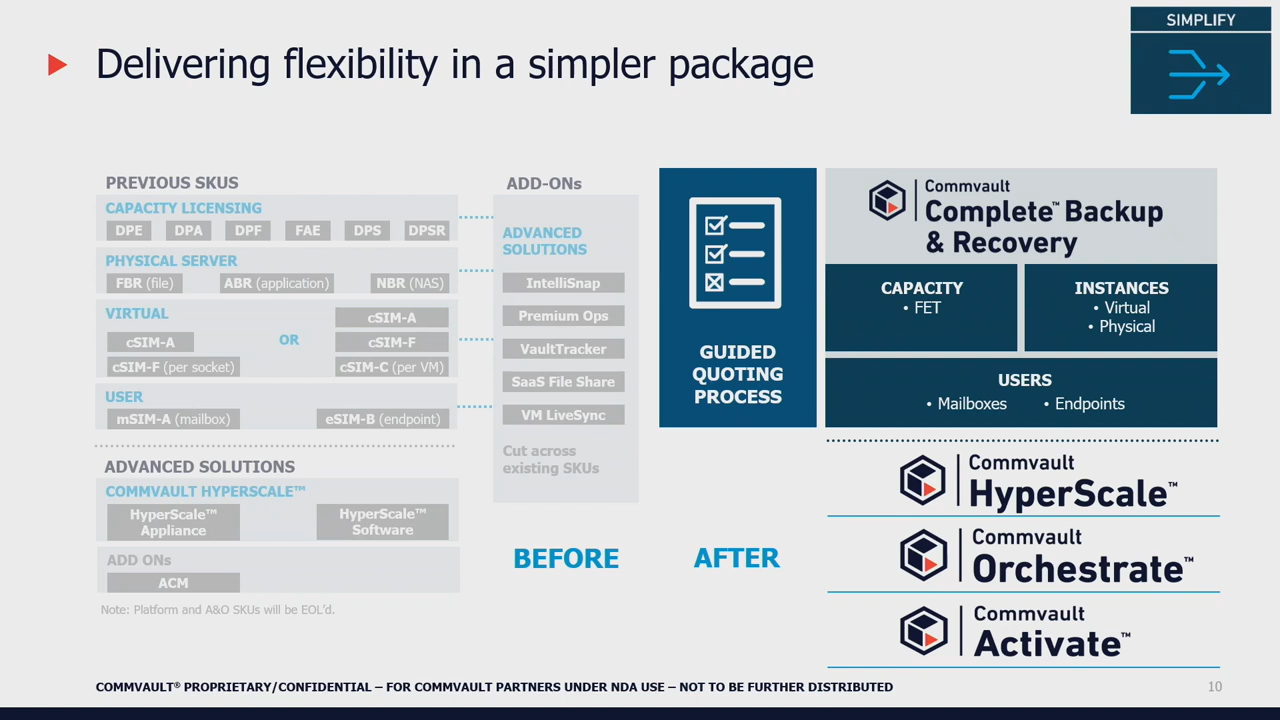 SIMPLIFY
Delivering flexibility in a simpler package
PREVIOUS SKUS
CAPACITY LICENSING
DPE DPA DPF FAE DPS DPSR
PHYSICAL SERVER
FBR (file) ABR (application) NBR (NAS)
VIRTUAL
cSIM-A
cSIM-F (per socket)
OR
cSIM-A
cSIM-F
cSIM-C (per VM)
USER
mSIM-A (mailbox) eSIM-B (endpoint)
ADVANCED SOLUTIONS
COMMVAULT HYPERSCALE™
HyperScale™
Appliance
HyperScale™
Software
ADD ONs
ACM
Note: Platform and A&O SKUs will be EOL’d.
ADD-ONs
ADVANCED
SOLUTIONS
IntelliSnap
Premium Ops
VaultTracker
SaaS File Share
VM LiveSync
Cut across
existing SKUs
BEFORE
GUIDED
QUOTING
PROCESS
AFTER
Commvault
Complete™ Backup
& Recovery
CAPACITY
• FET
INSTANCES
• Virtual
• Physical
USERS
• Mailboxes • Endpoints
Commvault
HyperScale™
Commvault
Orchestrate™
Commvault
Activate™
COMMVAULT® PROPRIETARY/CONFIDENTIAL – FOR COMMVAULT PARTNERS UNDER NDA USE – NOT TO BE FURTHER DISTRIBUTED
10